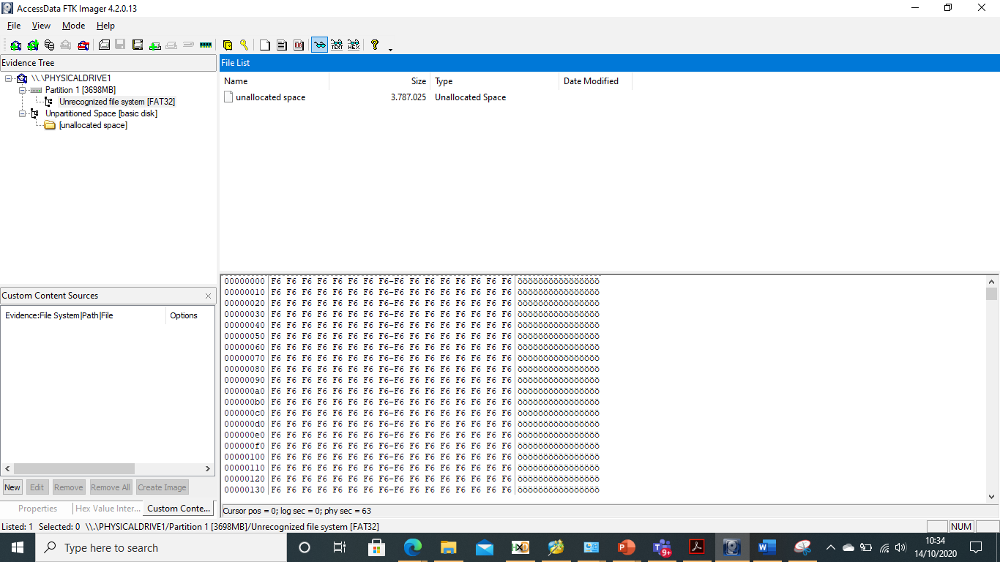 AccessData FTK Imager 4.2.0.13
File View Mode Help
Evidence Tree
\\.\PHYSICALDRIVE1
Partition 1 [3698MB]
Unrecognized file system [FAT32]
Unpartitioned Space [basic disk]
[unallocated space]
File List
Name Size Type Date Modified
unallocated space 3.787.025 Unallocated Space
Custom Content Sources
Evidence:File System|Path|File Options
New Edit Remove Remove All Create Image
Properties Hex Value Inter... Custom Conte...
00000000 F6 F6 F6 F6 F6 F6 F6 F6-F6 F6 F6 F6 F6 F6 F6 F6 öööööööööööööööö
00000010 F6 F6 F6 F6 F6 F6 F6 F6-F6 F6 F6 F6 F6 F6 F6 F6 öööööööööööööööö
00000020 F6 F6 F6 F6 F6 F6 F6 F6-F6 F6 F6 F6 F6 F6 F6 F6 öööööööööööööööö
00000030 F6 F6 F6 F6 F6 F6 F6 F6-F6 F6 F6 F6 F6 F6 F6 F6 öööööööööööööööö
00000040 F6 F6 F6 F6 F6 F6 F6 F6-F6 F6 F6 F6 F6 F6 F6 F6 öööööööööööööööö
00000050 F6 F6 F6 F6 F6 F6 F6 F6-F6 F6 F6 F6 F6 F6 F6 F6 öööööööööööööööö
00000060 F6 F6 F6 F6 F6 F6 F6 F6-F6 F6 F6 F6 F6 F6 F6 F6 öööööööööööööööö
00000070 F6 F6 F6 F6 F6 F6 F6 F6-F6 F6 F6 F6 F6 F6 F6 F6 öööööööööööööööö
00000080 F6 F6 F6 F6 F6 F6 F6 F6-F6 F6 F6 F6 F6 F6 F6 F6 öööööööööööööööö
00000090 F6 F6 F6 F6 F6 F6 F6 F6-F6 F6 F6 F6 F6 F6 F6 F6 öööööööööööööööö
000000a0 F6 F6 F6 F6 F6 F6 F6 F6-F6 F6 F6 F6 F6 F6 F6 F6 öööööööööööööööö
000000b0 F6 F6 F6 F6 F6 F6 F6 F6-F6 F6 F6 F6 F6 F6 F6 F6 öööööööööööööööö
000000c0 F6 F6 F6 F6 F6 F6 F6 F6-F6 F6 F6 F6 F6 F6 F6 F6 öööööööööööööööö
000000d0 F6 F6 F6 F6 F6 F6 F6 F6-F6 F6 F6 F6 F6 F6 F6 F6 öööööööööööööööö
000000e0 F6 F6 F6 F6 F6 F6 F6 F6-F6 F6 F6 F6 F6 F6 F6 F6 öööööööööööööööö
000000f0 F6 F6 F6 F6 F6 F6 F6 F6-F6 F6 F6 F6 F6 F6 F6 F6 öööööööööööööööö
00000100 F6 F6 F6 F6 F6 F6 F6 F6-F6 F6 F6 F6 F6 F6 F6 F6 öööööööööööööööö
00000110 F6 F6 F6 F6 F6 F6 F6 F6-F6 F6 F6 F6 F6 F6 F6 F6 öööööööööööööööö
00000120 F6 F6 F6 F6 F6 F6 F6 F6-F6 F6 F6 F6 F6 F6 F6 F6 öööööööööööööööö
00000130 F6 F6 F6 F6 F6 F6 F6 F6-F6 F6 F6 F6 F6 F6 F6 F6 öööööööööööööööö
Cursor pos = 0; log sec = 0; phy sec = 63
Listed: 1 Selected: 0 \\.\PHYSICALDRIVE1/Partition 1 [3698MB]/Unrecognized file system [FAT32] NUM
Type here to search
10:34
14/10/2020